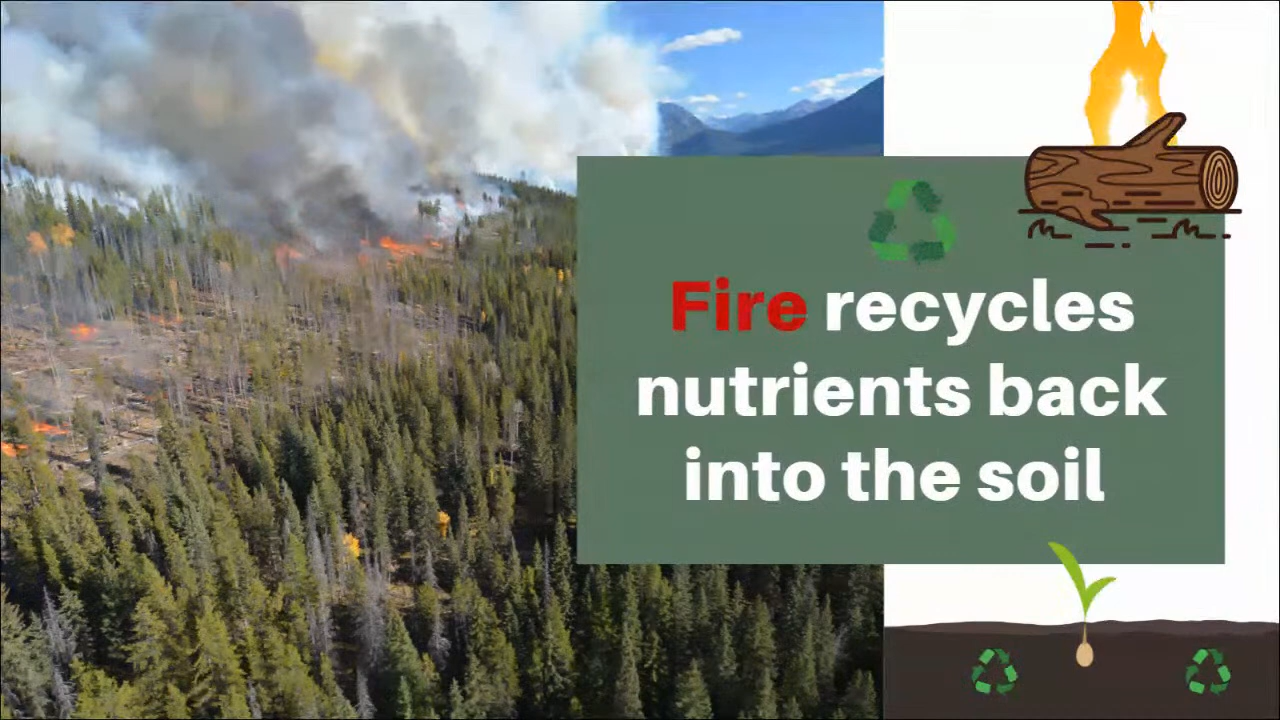 Fire recycles
nutrients back
into the soil